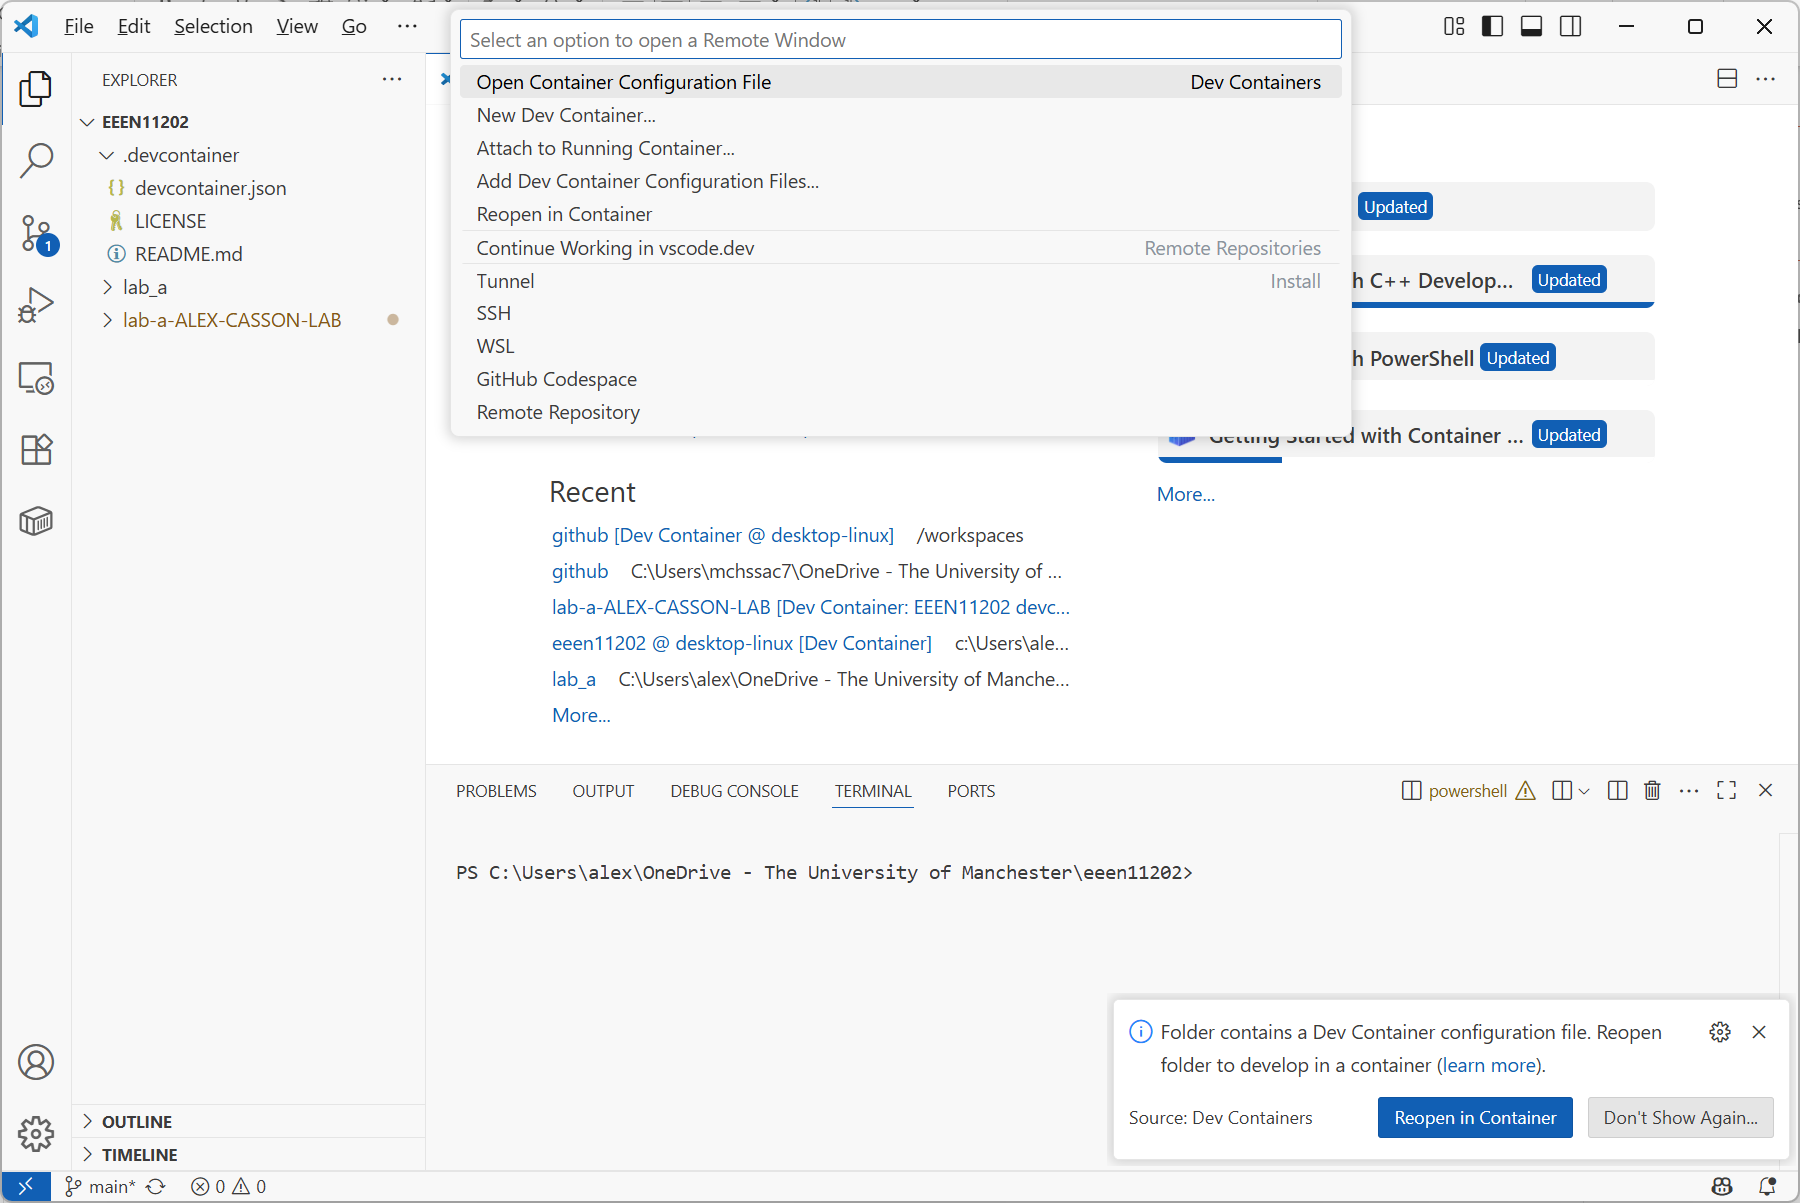 File Edit Selection View Go ···
Select an option to open a Remote Window
Open Container Configuration File Dev Containers
New Dev Container...
Attach to Running Container...
Add Dev Container Configuration Files...
Reopen in Container
Continue Working in vscode.dev Remote Repositories
Tunnel Install
SSH
WSL
GitHub Codespace
Remote Repository
EXPLORER
EEEN11202
.devcontainer
devcontainer.json
LICENSE
README.md
lab_a
lab-a-ALEX-CASSON-LAB
1
Updated
h C++ Develop... Updated
h PowerShell Updated
Getting Started with Container ... Updated
More...
Recent
github [Dev Container @ desktop-linux] /workspaces
github C:\Users\mchssac7\OneDrive - The University of ...
lab-a-ALEX-CASSON-LAB [Dev Container: EEEN11202 devc...
eeen11202 @ desktop-linux [Dev Container] c:\Users\ale...
lab_a C:\Users\alex\OneDrive - The University of Manche...
More...
PROBLEMS OUTPUT DEBUG CONSOLE TERMINAL PORTS
powershell
PS C:\Users\alex\OneDrive - The University of Manchester\eeen11202>
Folder contains a Dev Container configuration file. Reopen
folder to develop in a container (learn more).
Source: Dev Containers Reopen in Container Don't Show Again...
OUTLINE
TIMELINE
main* 0 0